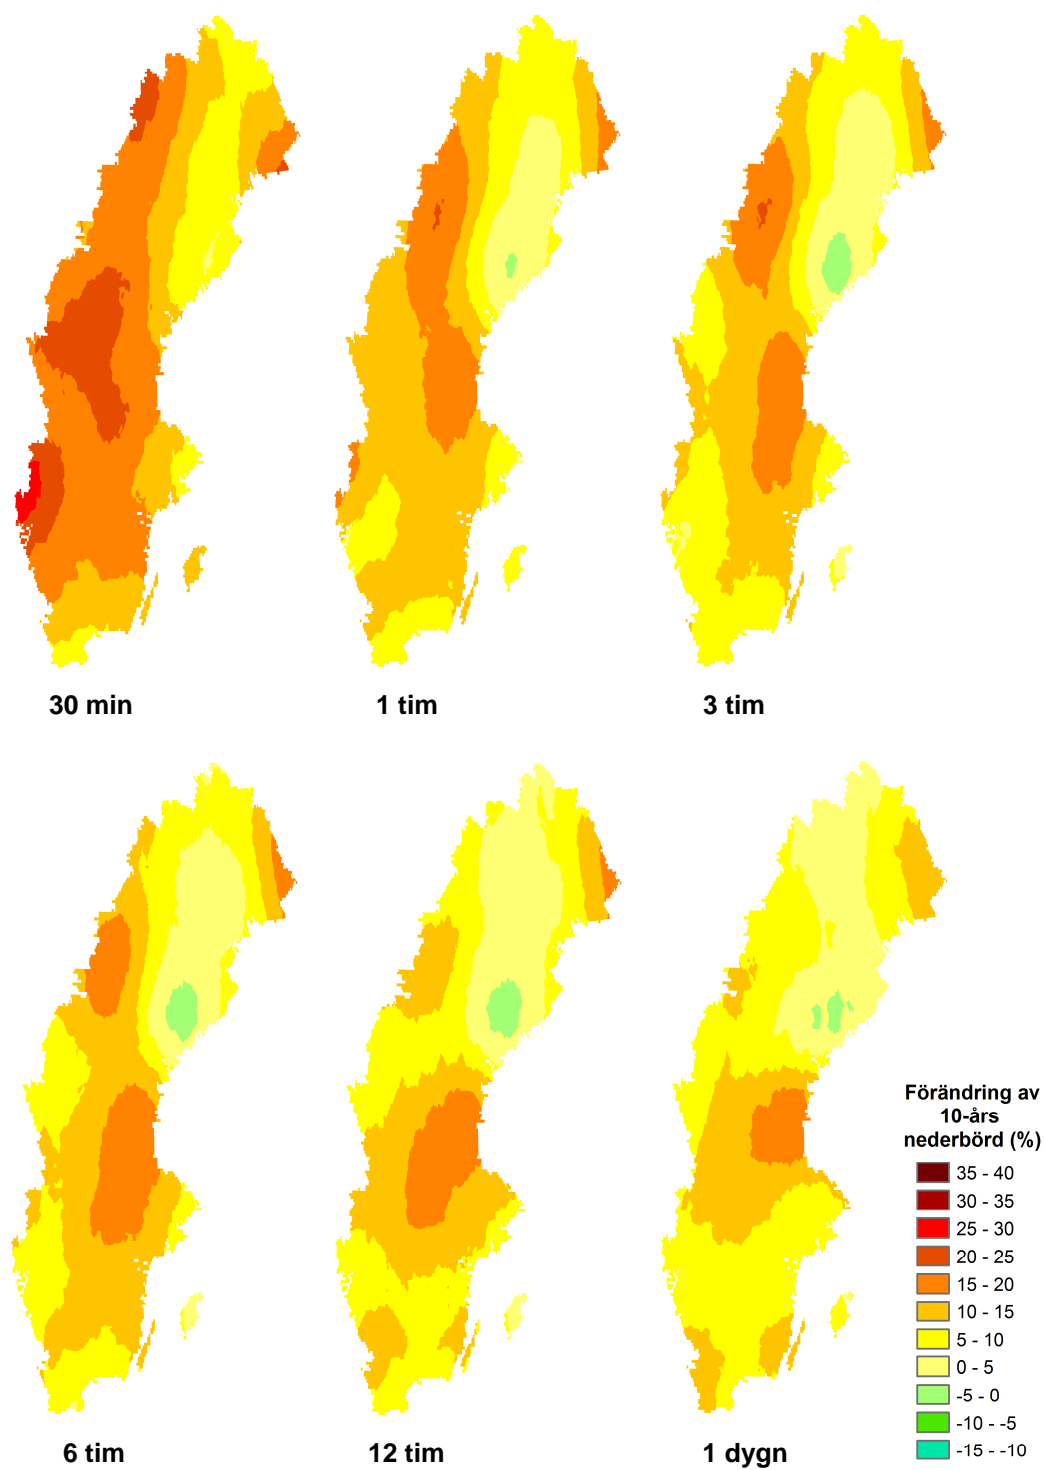 30 min
1 tim
3 tim
6 tim
12 tim
1 dygn
Förändring av
10-års
nederbörd (%)
35 - 40
30 - 35
25 - 30
20 - 25
15 - 20
10 - 15
5 - 10
0 - 5
-5 - 0
-10 - -5
-15 - -10